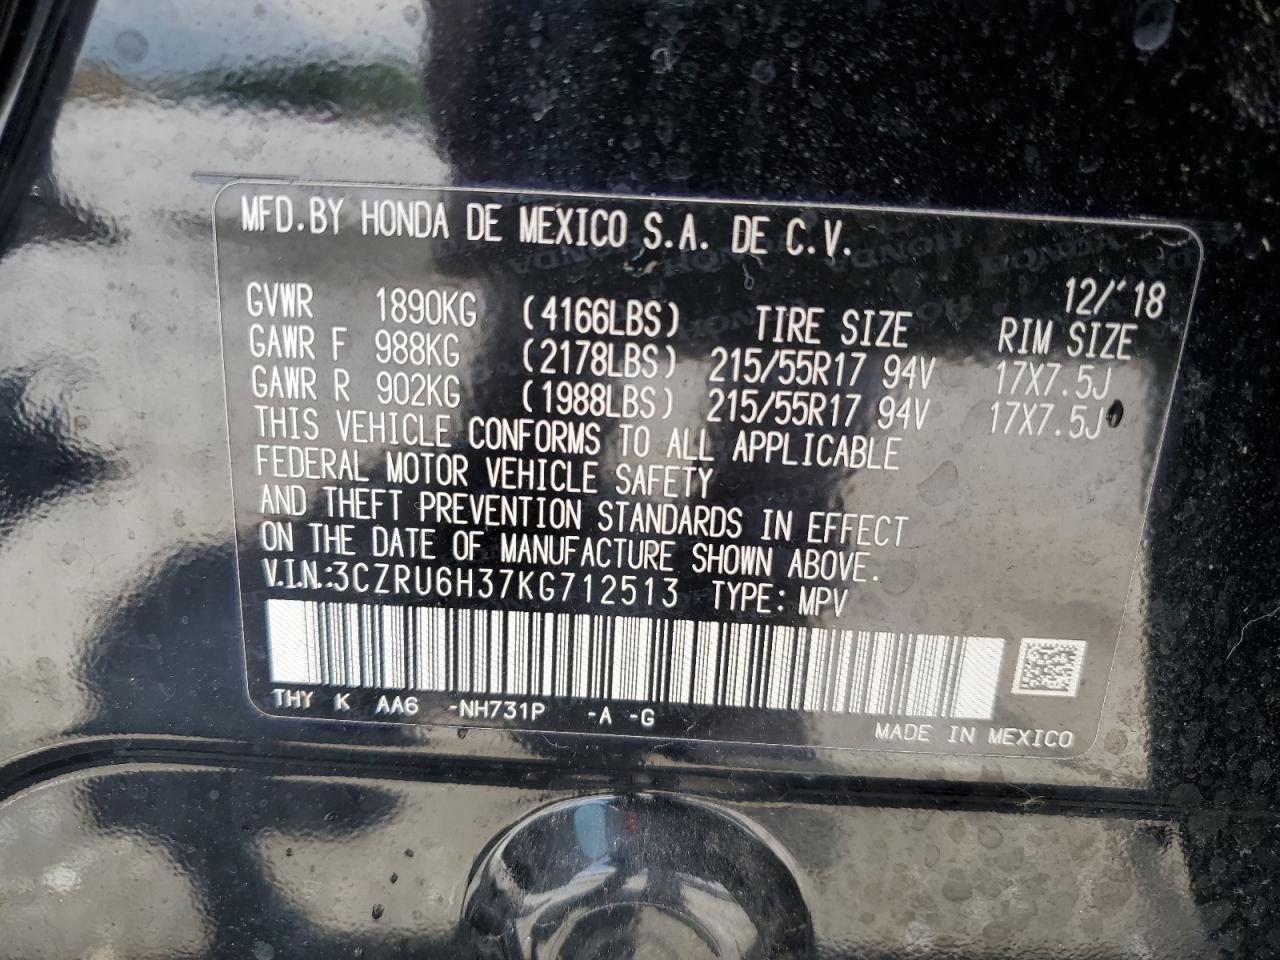 MFD.BY HONDA DE MEXICO S.A. DE C.V.
12/'18
GVWR 1890KG (4166LBS) TIRE SIZE RIM SIZE
GAWR F 988KG (2178LBS) 215/55R17 94V 17X7.5J
GAWR R 902KG (1988LBS) 215/55R17 94V 17X7.5J
THIS VEHICLE CONFORMS TO ALL APPLICABLE
FEDERAL MOTOR VEHICLE SAFETY
AND THEFT PREVENTION STANDARDS IN EFFECT
ON THE DATE OF MANUFACTURE SHOWN ABOVE.
V.I.N.:3CZRU6H37KG712513 TYPE: MPV
THY K AA6 -NH731P -A -G
MADE IN MEXICO